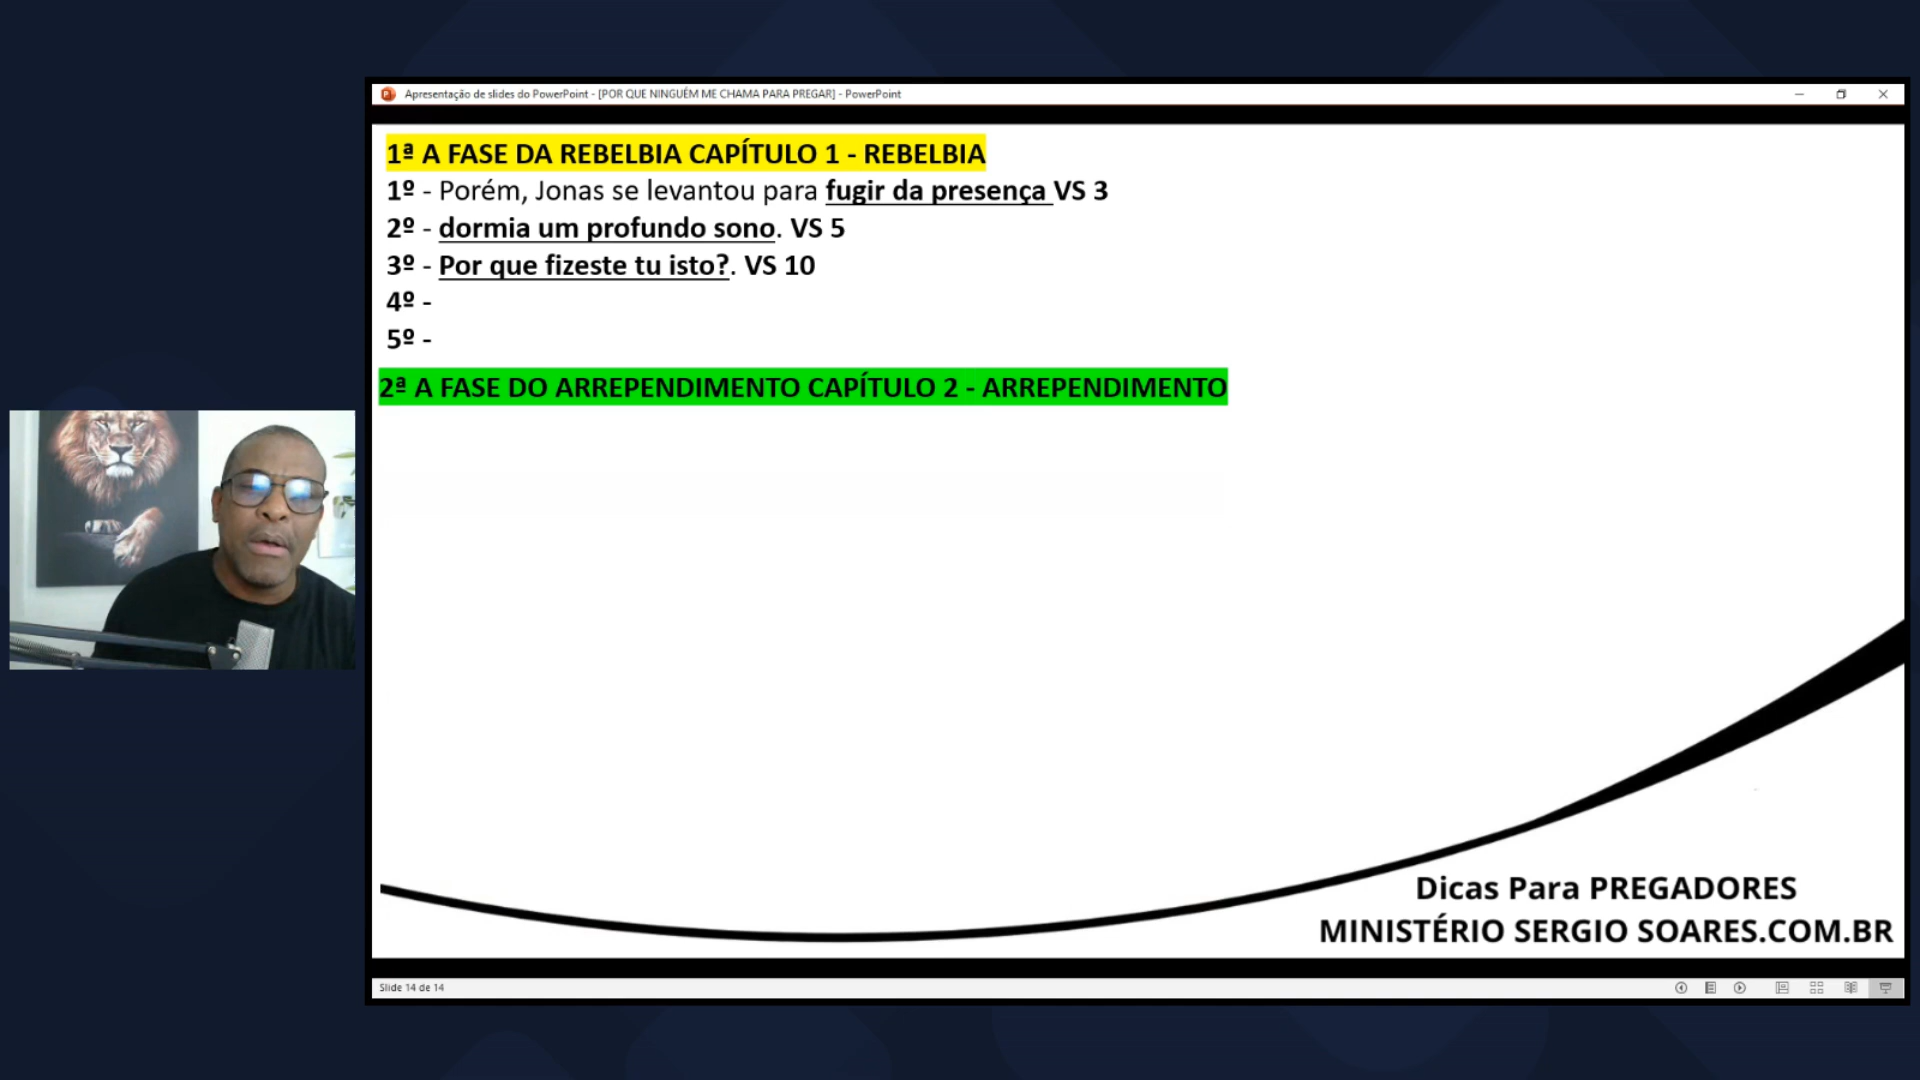 Apresentação de slides do PowerPoint - [POR QUE NINGUÉM ME CHAMA PARA PREGAR] - PowerPoint
1ª A FASE DA REBELBIA CAPÍTULO 1 - REBELBIA
1º - Porém, Jonas se levantou para fugir da presença VS 3
2º - dormia um profundo sono. VS 5
3º - Por que fizeste tu isto?. VS 10
4º -
5º -
2ª A FASE DO ARREPENDIMENTO CAPÍTULO 2 - ARREPENDIMENTO
Dicas Para PREGADORES
MINISTÉRIO SERGIO SOARES.COM.BR
Slide 14 de 14